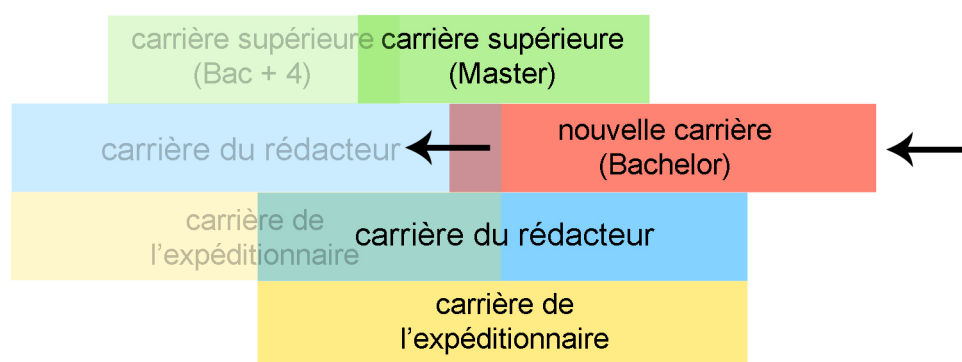 carrière supérieure carrière supérieure
(Bac + 4) (Master)
carrière du rédacteur
nouvelle carrière
(Bachelor)
carrière de
l'expéditionnaire
carrière du rédacteur
carrière de
l'expéditionnaire